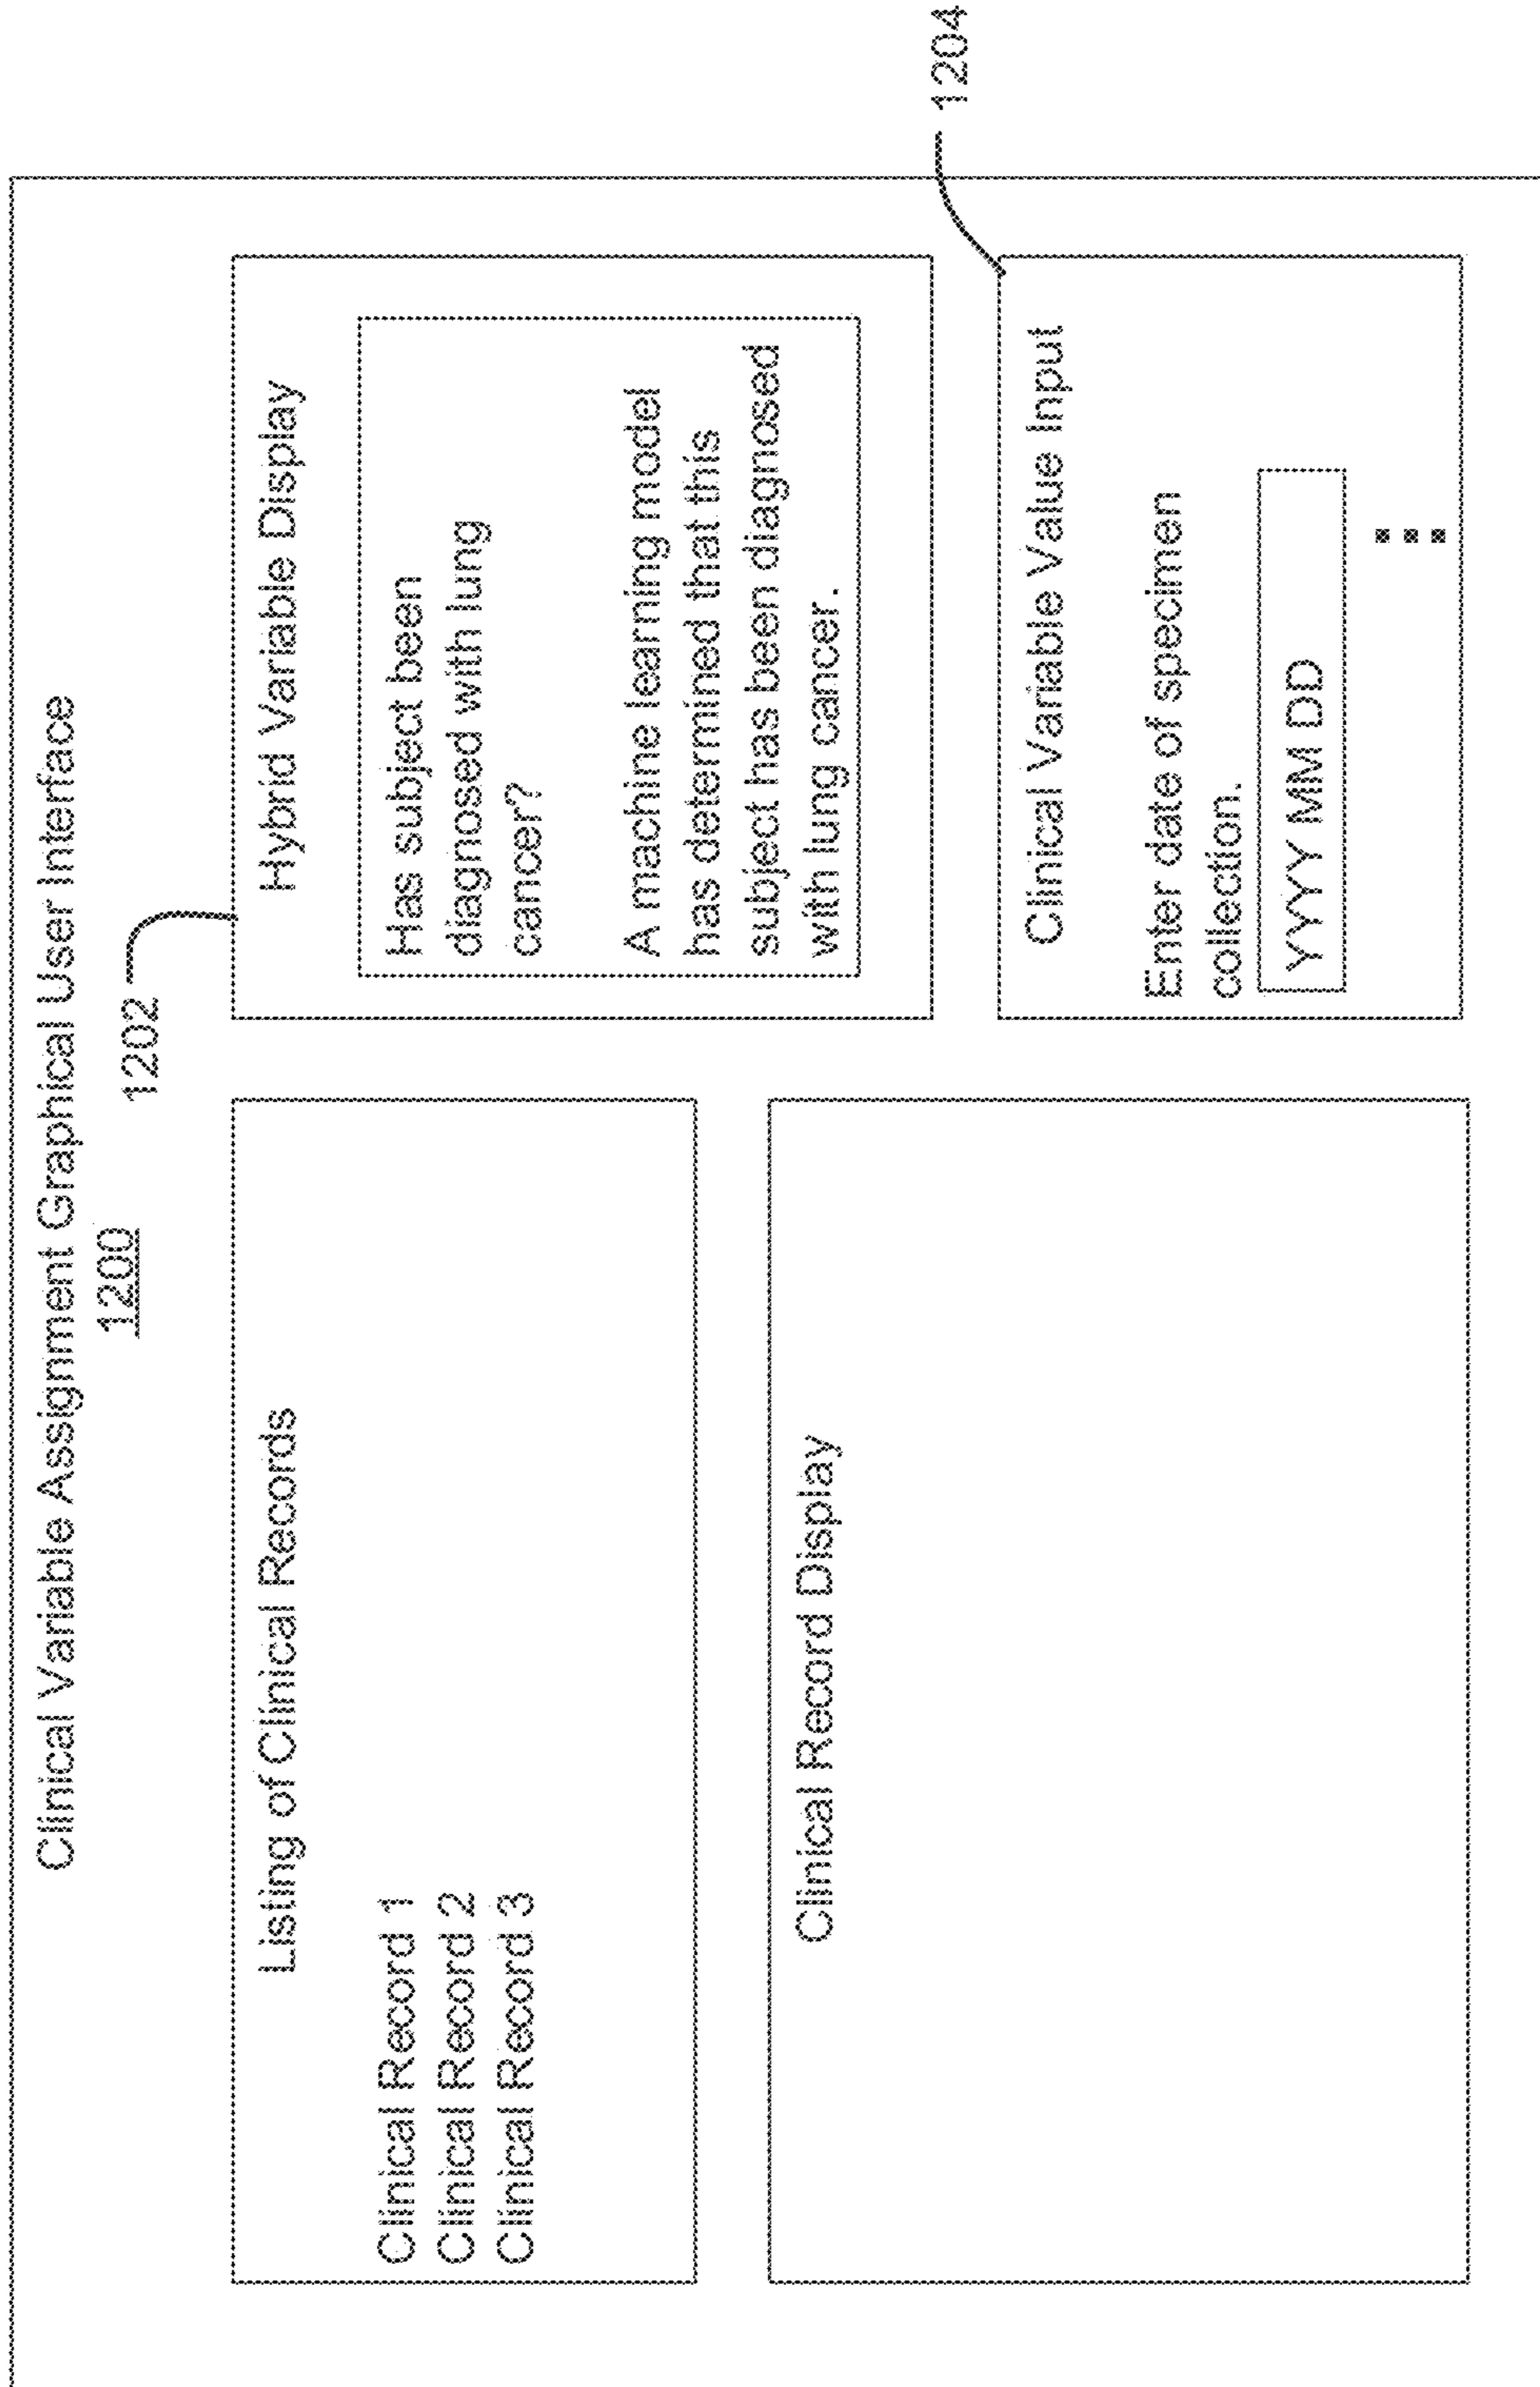 Clinical Variable Assignment Graphical User Interface
1200
1202
Listing of Clinical Records
Clinical Record 1
Clinical Record 2
Clinical Record 3
Clinical Record Display
Hybrid Variable Display
Has subject been
diagnosed with lung
cancer?
A machine learning model
has determined that this
subject has been diagnosed
with lung cancer.
1204
Clinical Variable Value Input
Enter date of specimen
collection.
YYYY MM DD